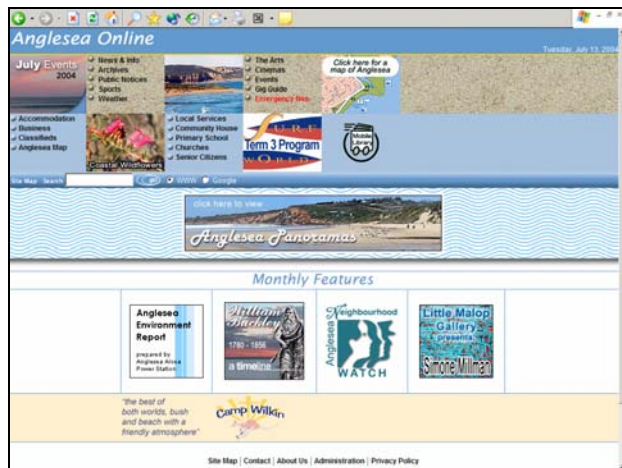 Anglesea Online
Tuesday, July 13, 2004
July Events
2004
News & Info
Archives
Public Notices
Sports
Weather
The Arts
Cinemas
Events
Gig Guide
Emergency Nos.
Click here for a
map of Anglesea
Accommodation
Business
Classifieds
Anglesea Map
Coastal Wildflowers
Local Services
Community House
Primary School
Churches
Senior Citizens
SURF
Term 3 Program
WORLD
Mobile
Library
Site Map Search
WWW
Google
click here to view
Anglesea Panoramas
Monthly Features
Anglesea
Environment
Report
prepared by
Anglesea Alcoa
Power Station
William
Buckley
1780 - 1856
a timeline
Anglesea
Neighbourhood
WATCH
Little Malop
Gallery
presents
Simone Millman
"the best of
both worlds, bush
and beach with a
friendly atmosphere"
Camp Wilkin
Site Map | Contact | About Us | Administration | Privacy Policy